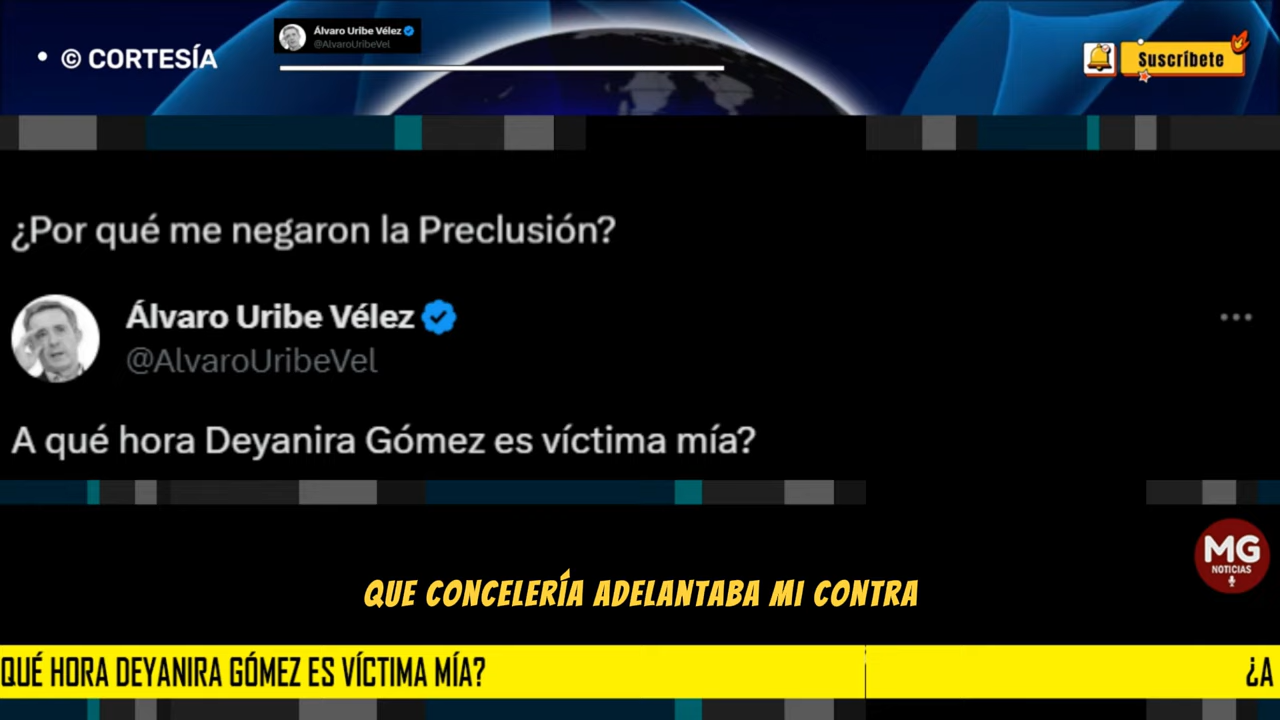 • © CORTESÍA
Álvaro Uribe Vélez
@AlvaroUribeVel
Suscríbete
¿Por qué me negaron la Preclusión?
Álvaro Uribe Vélez
@AlvaroUribeVel
A qué hora Deyanira Gómez es víctima mía?
MG
NOTICIAS
QUE CONCELERÍA ADELANTABA MI CONTRA
QUÉ HORA DEYANIRA GÓMEZ ES VÍCTIMA MÍA?
¿A